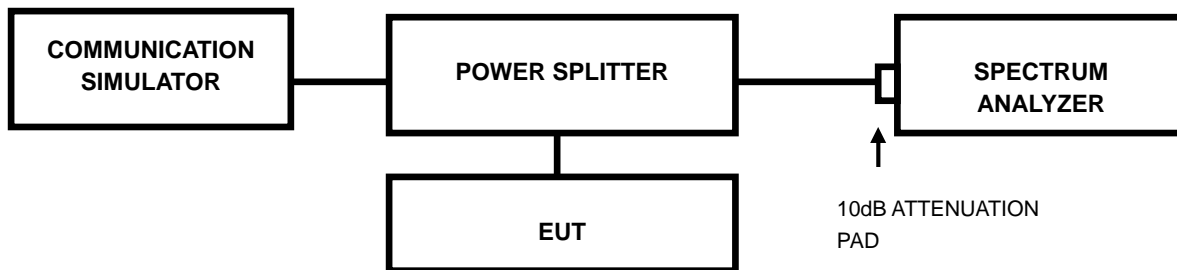 COMMUNICATION
SIMULATOR
POWER SPLITTER
SPECTRUM
ANALYZER
EUT
10dB ATTENUATION
PAD